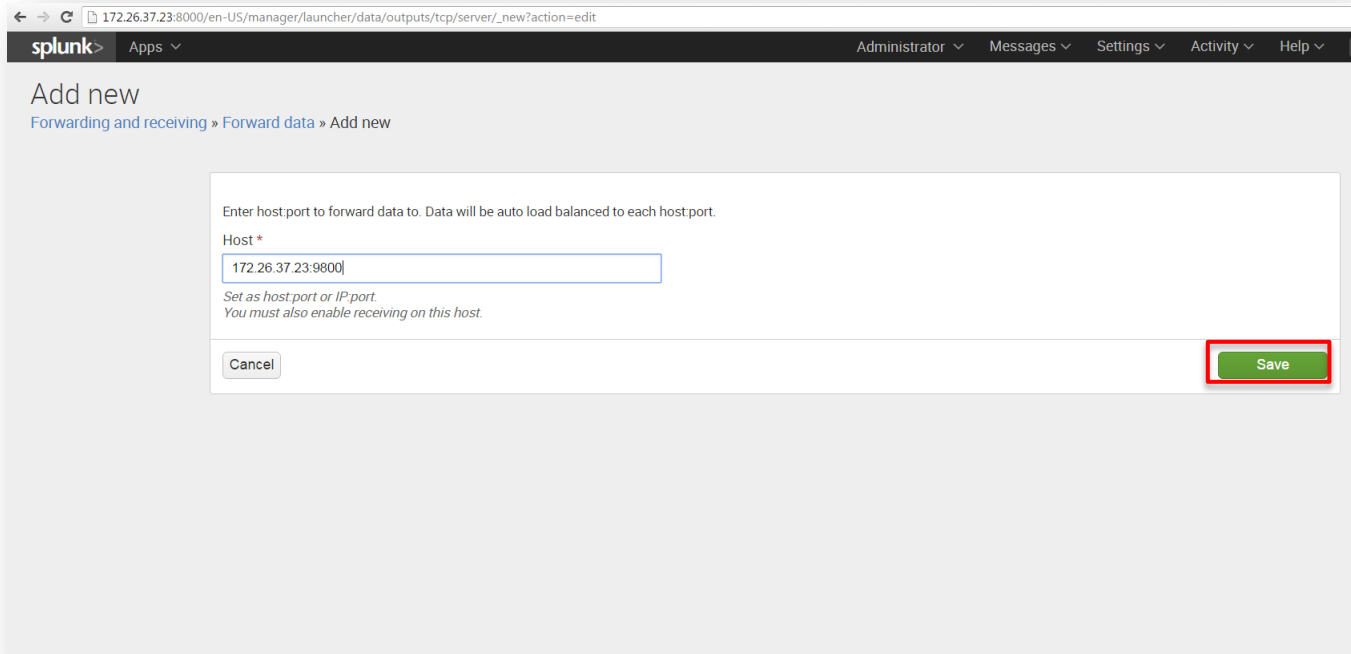 172.26.37.23:8000/en-US/manager/launcher/data/outputs/tcp/server/_new?action=edit
splunk> Apps Administrator Messages Settings Activity Help
Add new
Forwarding and receiving » Forward data » Add new
Enter host:port to forward data to. Data will be auto load balanced to each host:port.
Host *
172.26.37.23:9800
Set as host:port or IP:port.
You must also enable receiving on this host.
Cancel Save